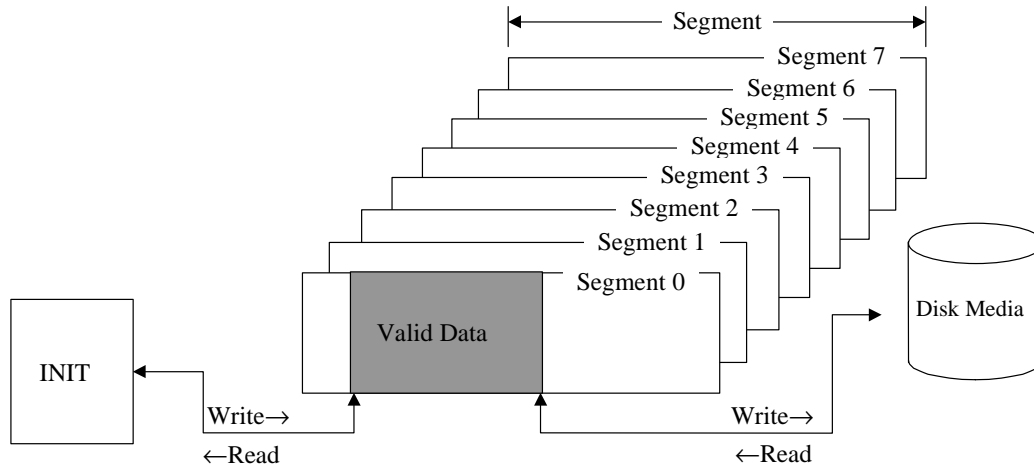 Segment
Segment 7
Segment 6
Segment 5
Segment 4
Segment 3
Segment 2
Segment 1
Segment 0
Disk Media
Valid Data
INIT
Write→
←Read
Write→
←Read